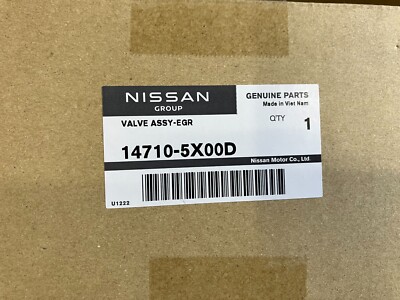 NISSAN
GROUP
GENUINE PARTS
Made in Viet Nam
VALVE ASSY-EGR
Q'TY 1
14710-5X00D
Nissan Motor Co., Ltd.
U1222